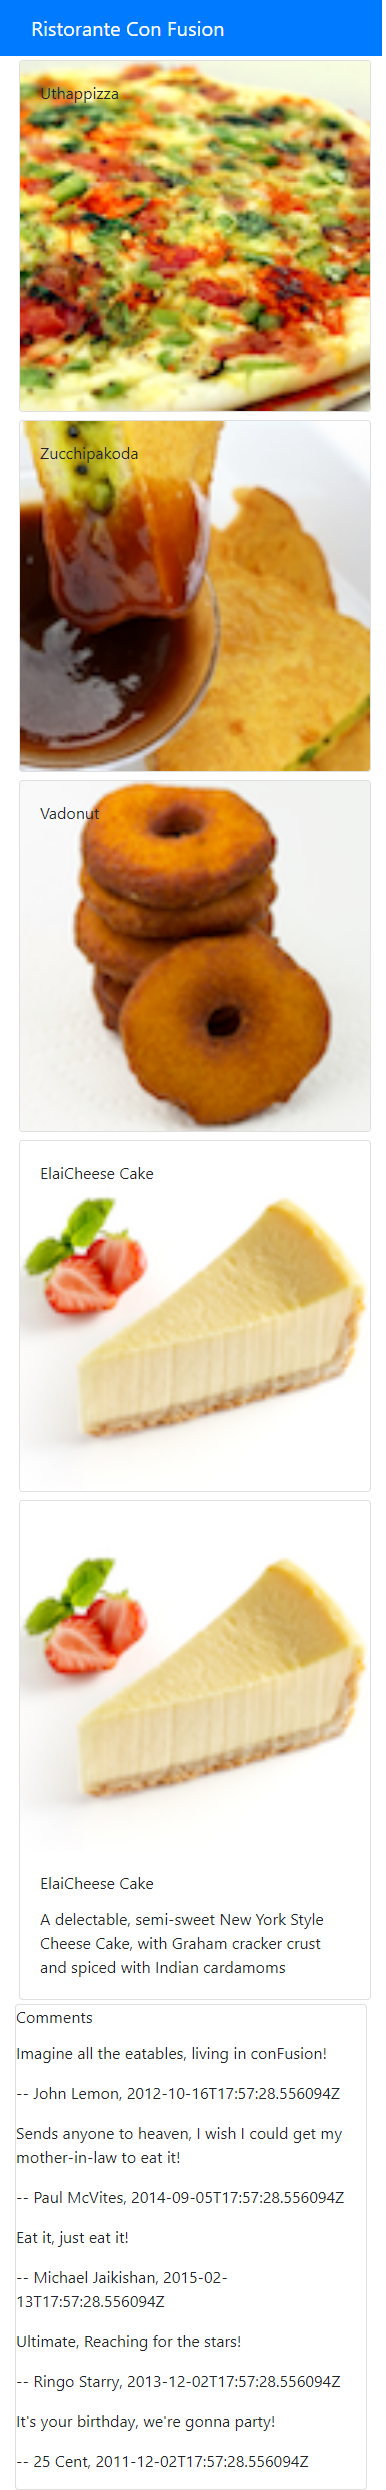 Ristorante Con Fusion
Uthappizza
Zucchipakoda
Vadonut
ElaiCheese Cake
ElaiCheese Cake
A delectable, semi-sweet New York Style
Cheese Cake, with Graham cracker crust
and spiced with Indian cardamoms
Comments
Imagine all the eatables, living in conFusion!
-- John Lemon, 2012-10-16T17:57:28.556094Z
Sends anyone to heaven, I wish I could get my
mother-in-law to eat it!
-- Paul McVites, 2014-09-05T17:57:28.556094Z
Eat it, just eat it!
-- Michael Jaikishan, 2015-02-
13T17:57:28.556094Z
Ultimate, Reaching for the stars!
-- Ringo Starry, 2013-12-02T17:57:28.556094Z
It's your birthday, we're gonna party!
-- 25 Cent, 2011-12-02T17:57:28.556094Z